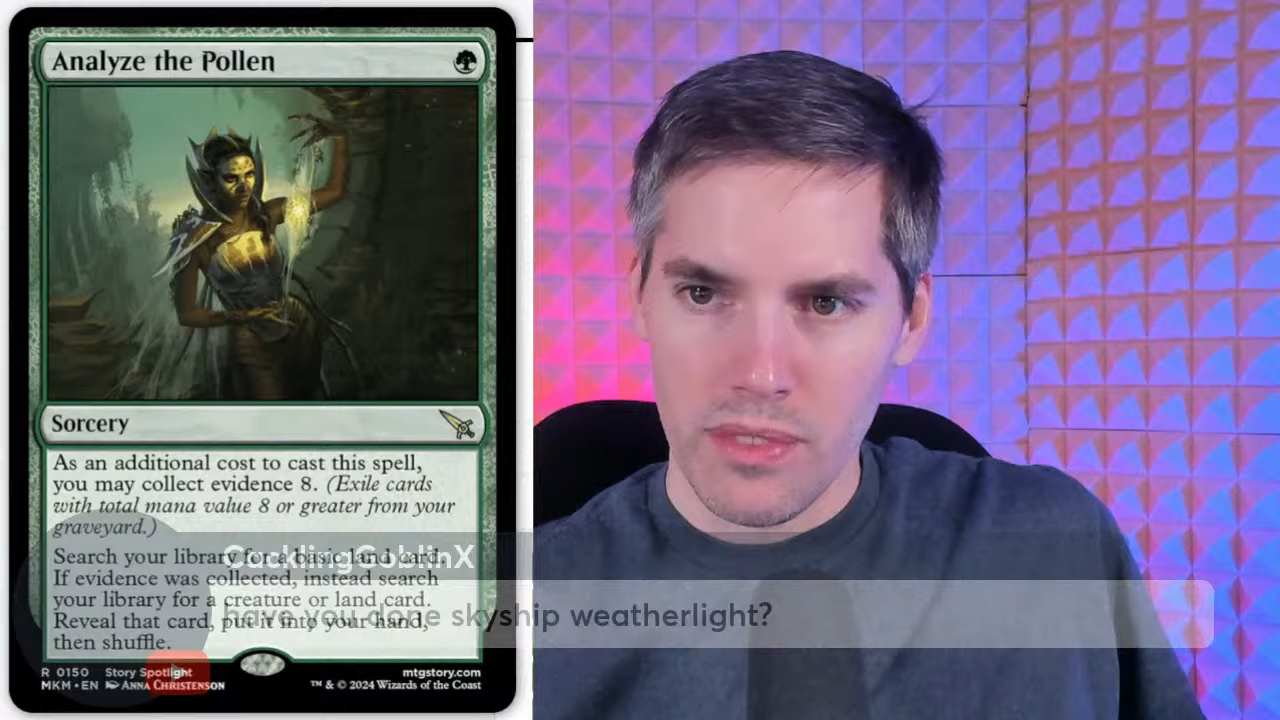 Analyze the Pollen
Sorcery
As an additional cost to cast this spell,
you may collect evidence 8. (Exile cards
with total mana value 8 or greater from your
graveyard.)
Search your library for a basic land card.
If evidence was collected, instead search
your library for a creature or land card.
Reveal that card, put it into your hand,
then shuffle.
R 0150 Story Spotlight
MKM • EN Anna Christenson
mtgstory.com
™ & © 2024 Wizards of the Coast
CacklingGoblinX
have you done skyship weatherlight?